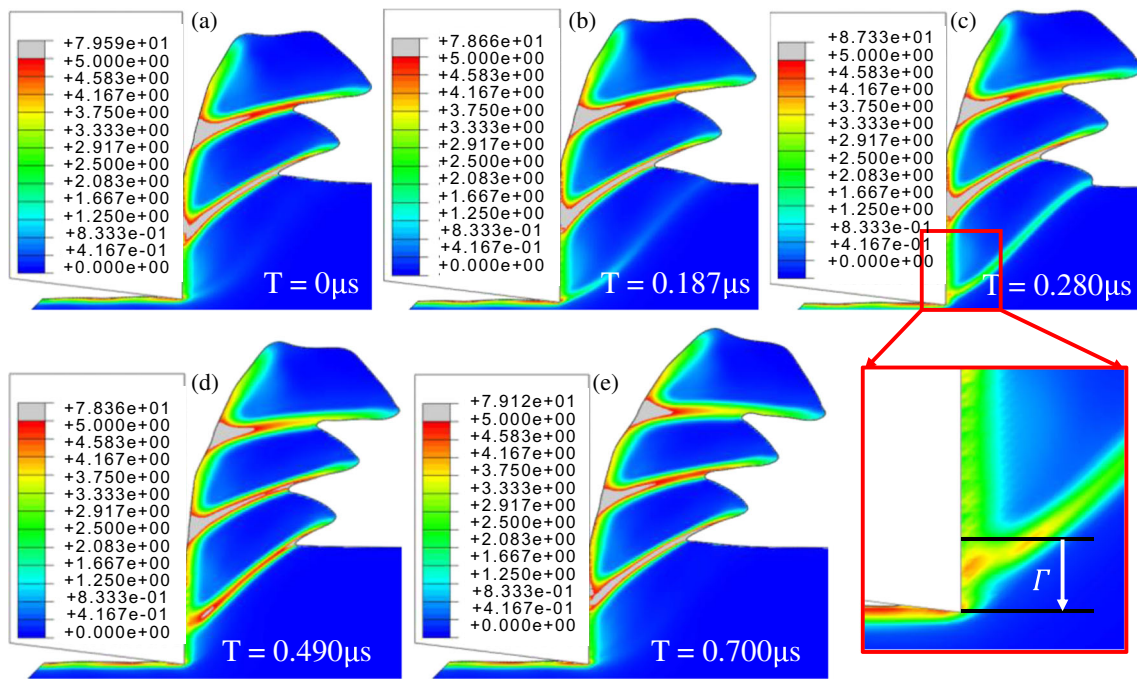 (a)
+7.959e+01
+5.000e+00
+4.583e+00
+4.167e+00
+3.750e+00
+3.333e+00
+2.917e+00
+2.500e+00
+2.083e+00
+1.667e+00
+1.250e+00
+8.333e-01
+4.167e-01
+0.000e+00
T = 0μs
(b)
+7.866e+01
+5.000e+00
+4.583e+00
+4.167e+00
+3.750e+00
+3.333e+00
+2.917e+00
+2.500e+00
+2.083e+00
+1.667e+00
+1.250e+00
+8.333e-01
+4.167e-01
+0.000e+00
T = 0.187μs
(c)
+8.733e+01
+5.000e+00
+4.583e+00
+4.167e+00
+3.750e+00
+3.333e+00
+2.917e+00
+2.500e+00
+2.083e+00
+1.667e+00
+1.250e+00
+8.333e-01
+4.167e-01
+0.000e+00
T = 0.280μs
(d)
+7.836e+01
+5.000e+00
+4.583e+00
+4.167e+00
+3.750e+00
+3.333e+00
+2.917e+00
+2.500e+00
+2.083e+00
+1.667e+00
+1.250e+00
+8.333e-01
+4.167e-01
+0.000e+00
T = 0.490μs
(e)
+7.912e+01
+5.000e+00
+4.583e+00
+4.167e+00
+3.750e+00
+3.333e+00
+2.917e+00
+2.500e+00
+2.083e+00
+1.667e+00
+1.250e+00
+8.333e-01
+4.167e-01
+0.000e+00
T = 0.700μs
Γ